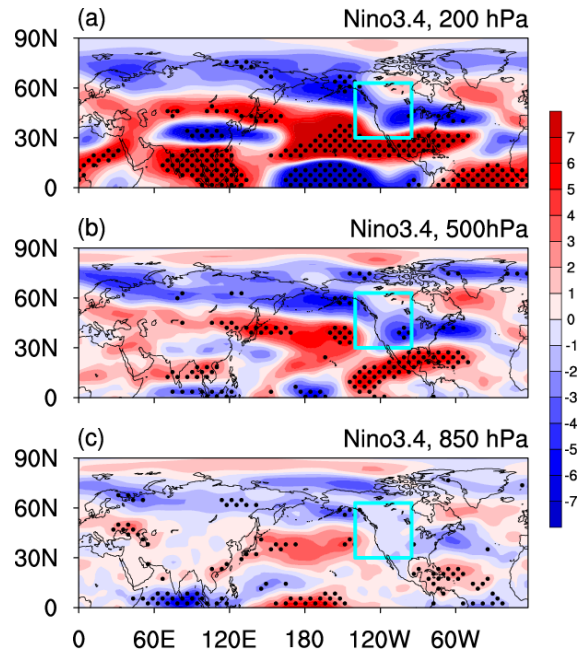 (a) Nino3.4, 200 hPa
90N
60N
30N
0
(b) Nino3.4, 500hPa
90N
60N
30N
0
(c) Nino3.4, 850 hPa
90N
60N
30N
0
0 60E 120E 180 120W 60W
7
6
5
4
3
2
1
0
-1
-2
-3
-4
-5
-6
-7